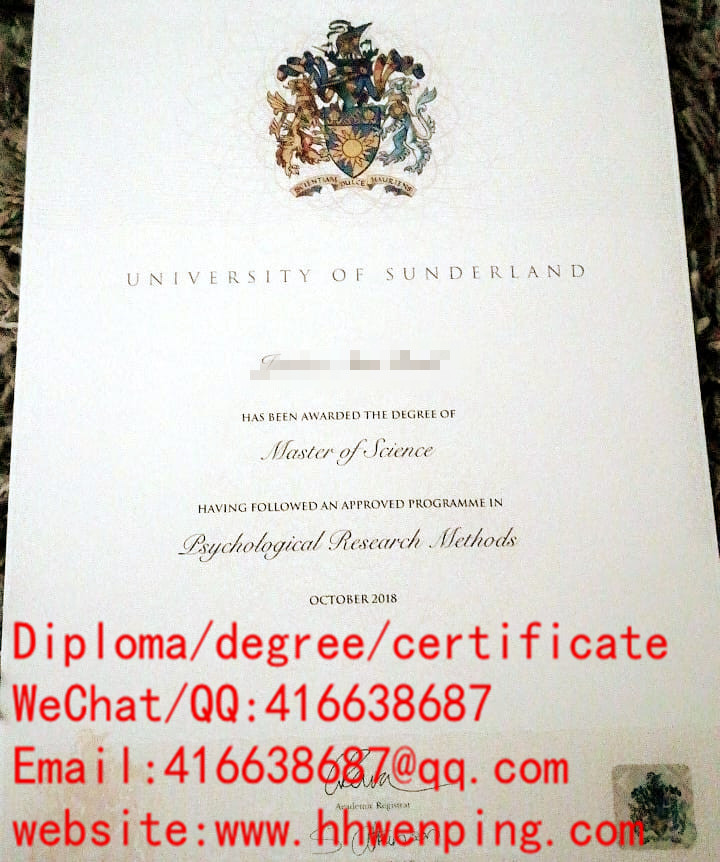 SCIENTIAM DULCE HAURIENS
UNIVERSITY OF SUNDERLAND
HAS BEEN AWARDED THE DEGREE OF
Master of Science
HAVING FOLLOWED AN APPROVED PROGRAMME IN
Psychological Research Methods
OCTOBER 2018
Diploma/degree/certificate
WeChat/QQ:416638687
Email:416638687@qq.com
Academic Registrar
website:www.hhtcnping.com